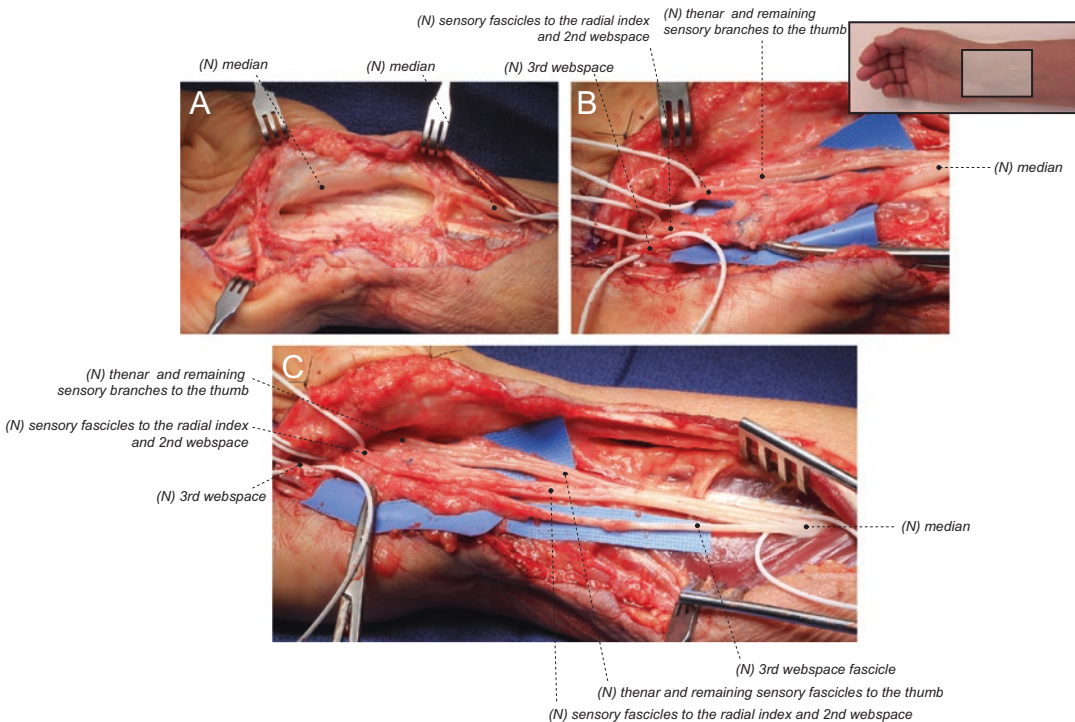 (N) sensory fascicles to the radial index
and 2nd webspace
(N) thenar and remaining
sensory branches to the thumb
(N) median
(N) median
(N) 3rd webspace
A
B
(N) median
C
(N) thenar and remaining
sensory branches to the thumb
(N) sensory fascicles to the radial index
and 2nd webspace
(N) 3rd webspace
(N) median
(N) 3rd webspace fascicle
(N) thenar and remaining sensory fascicles to the thumb
(N) sensory fascicles to the radial index and 2nd webspace